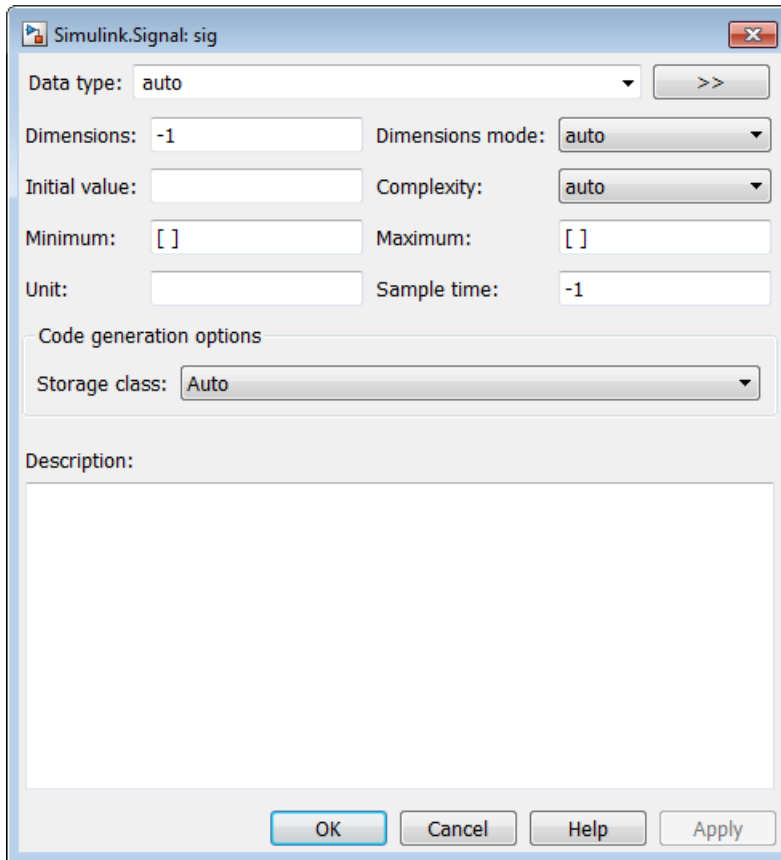 Simulink.Signal: sig
Data type: auto >>
Dimensions: -1 Dimensions mode: auto
Initial value: Complexity: auto
Minimum: [ ] Maximum: [ ]
Unit: Sample time: -1
Code generation options
Storage class: Auto
Description:
OK Cancel Help Apply